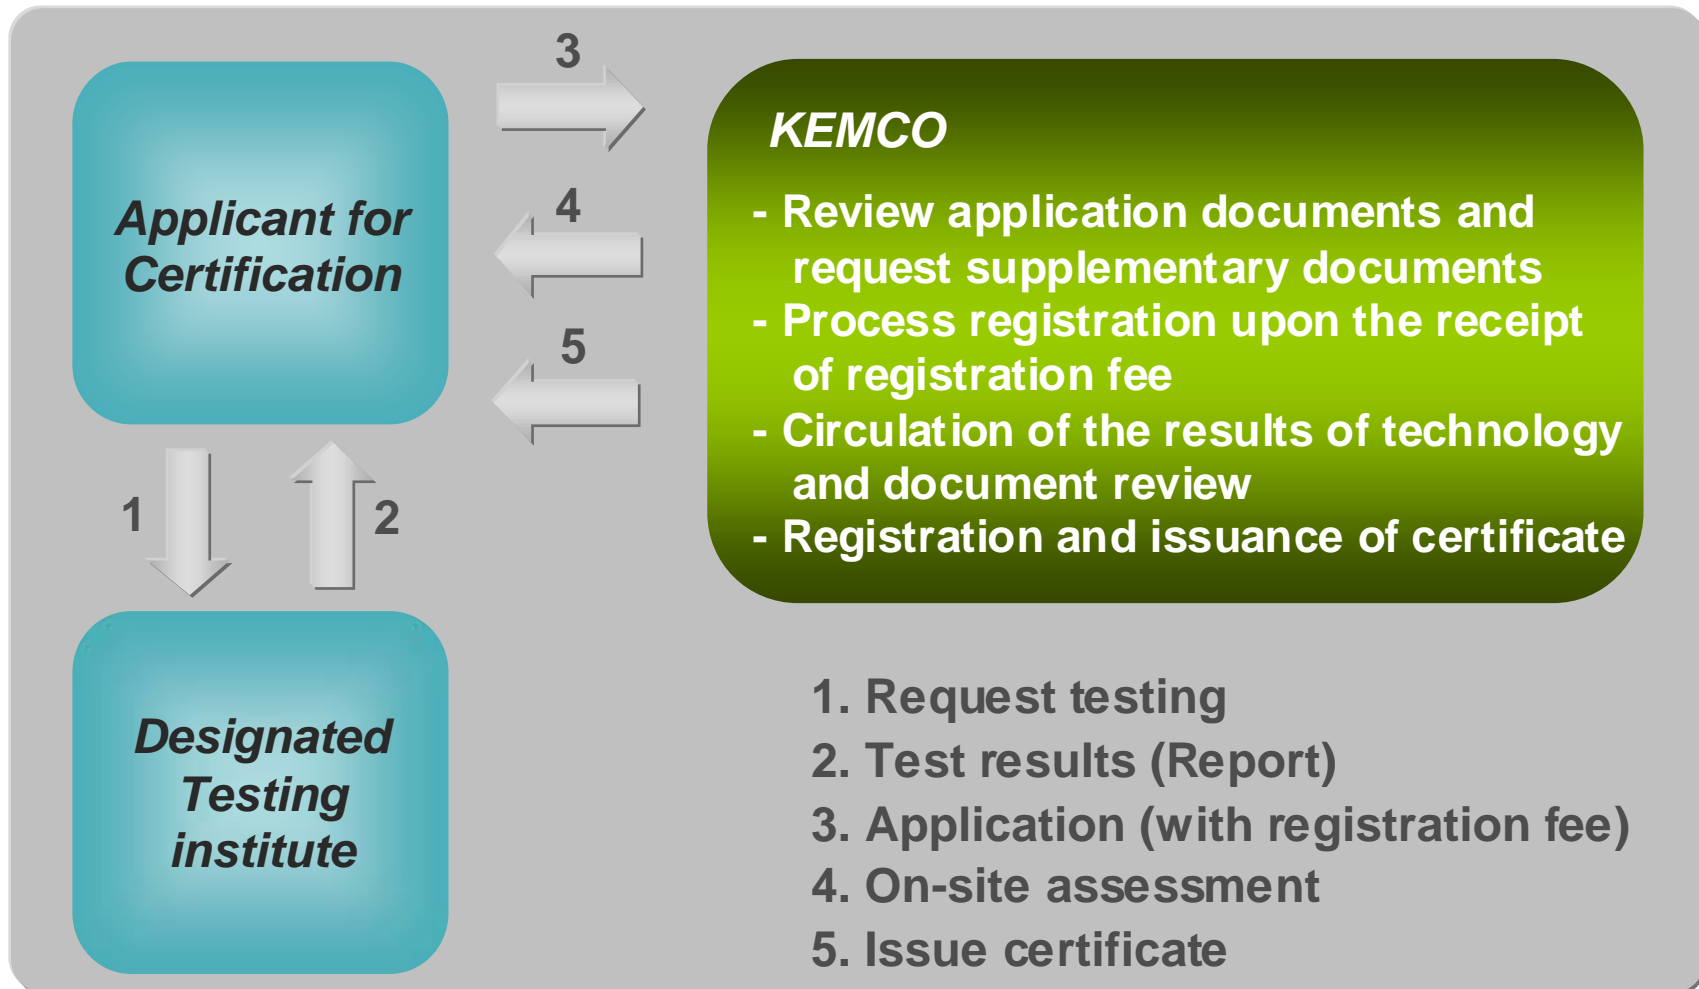 3
KEMCO
Applicant for
Certification
4
- Review application documents and
request supplementary documents
- Process registration upon the receipt
of registration fee
5
- Circulation of the results of technology
and document review
- Registration and issuance of certificate
1
2
Designated
Testing
institute
1. Request testing
2. Test results (Report)
3. Application (with registration fee)
4. On-site assessment
5. Issue certificate